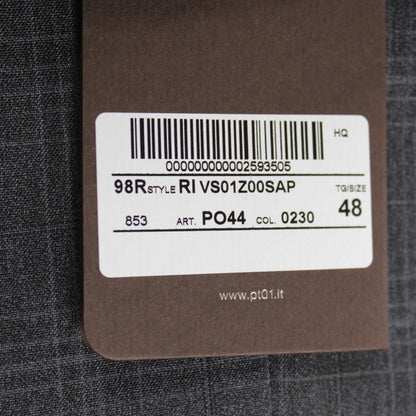 HQ
000000000002593505
98R STYLE RI VS01Z00SAP TG/SIZE
853 ART. PO44 COL. 0230 48
www.pt01.it